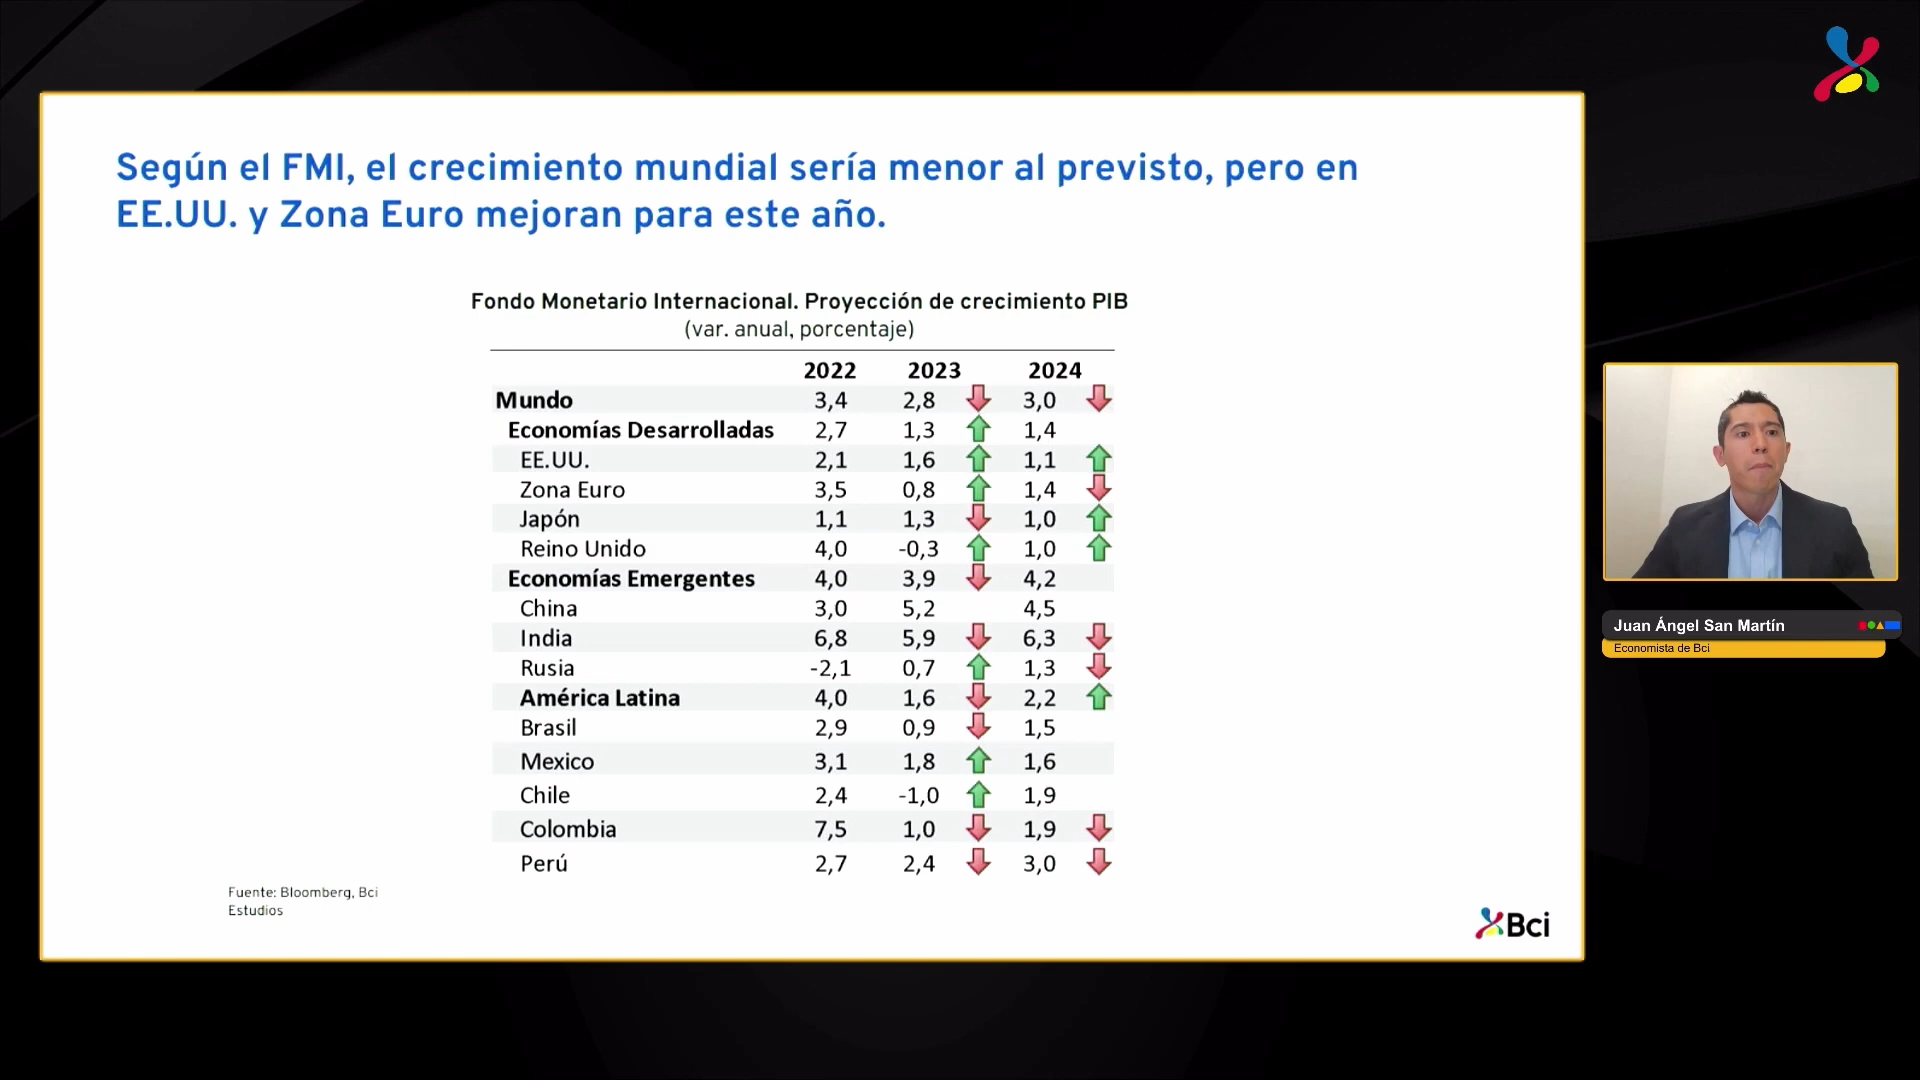 Según el FMI, el crecimiento mundial sería menor al previsto, pero en
EE.UU. y Zona Euro mejoran para este año.
Fondo Monetario Internacional. Proyección de crecimiento PIB
(var. anual, porcentaje)
2022 2023 2024
Mundo 3,4 2,8 3,0
Economías Desarrolladas 2,7 1,3 1,4
EE.UU. 2,1 1,6 1,1
Zona Euro 3,5 0,8 1,4
Japón 1,1 1,3 1,0
Reino Unido 4,0 -0,3 1,0
Economías Emergentes 4,0 3,9 4,2
China 3,0 5,2 4,5
India 6,8 5,9 6,3
Rusia -2,1 0,7 1,3
América Latina 4,0 1,6 2,2
Brasil 2,9 0,9 1,5
Mexico 3,1 1,8 1,6
Chile 2,4 -1,0 1,9
Colombia 7,5 1,0 1,9
Perú 2,7 2,4 3,0
Fuente: Bloomberg, Bci
Estudios
Bci
Juan Ángel San Martín
Economista de Bci